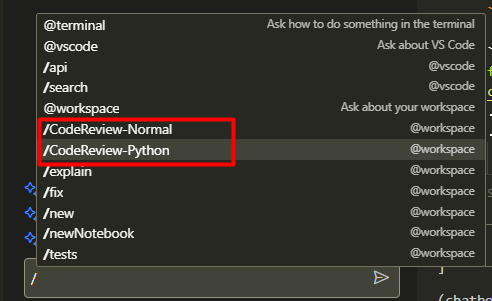 @terminal Ask how to do something in the terminal
@vscode Ask about VS Code
/api @vscode
/search @vscode
@workspace Ask about your workspace
/CodeReview-Normal @workspace
/CodeReview-Python @workspace
/explain @workspace
/fix @workspace
/new @workspace
/newNotebook @workspace
/tests @workspace
/
]